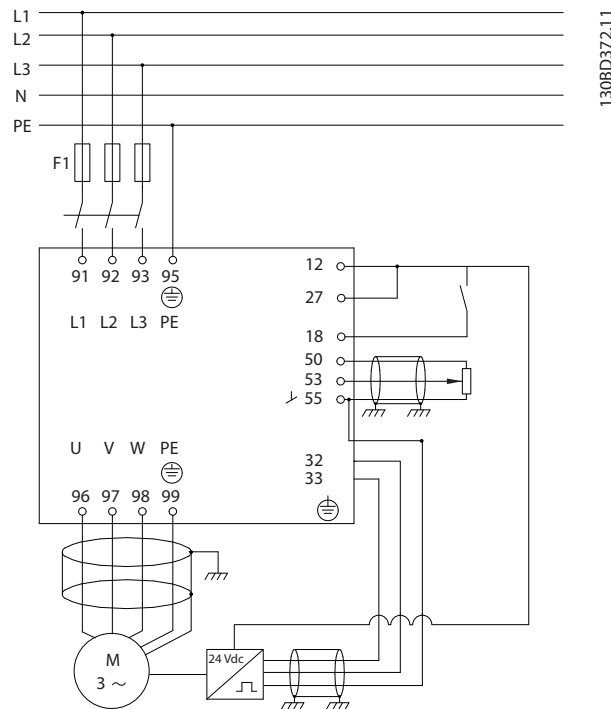 L1
L2
L3
N
PE
130BD372.11
F1
91 92 93 95
L1 L2 L3 PE
12
27
18
50
53
55
U V W PE
32
33
96 97 98 99
M
3 ~
24 Vdc